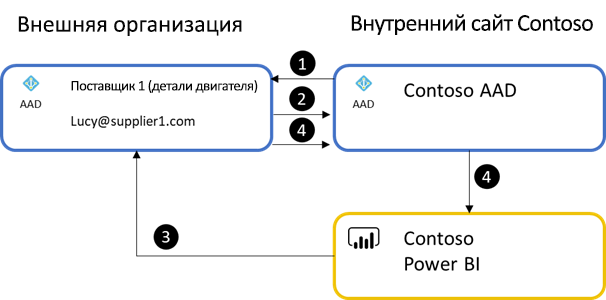 Внешняя организация
Внутренний сайт Contoso
1
AAD
Поставщик 1 (детали двигателя)
Lucy@supplier1.com
2
4
AAD
Contoso AAD
4
3
Contoso
Power BI